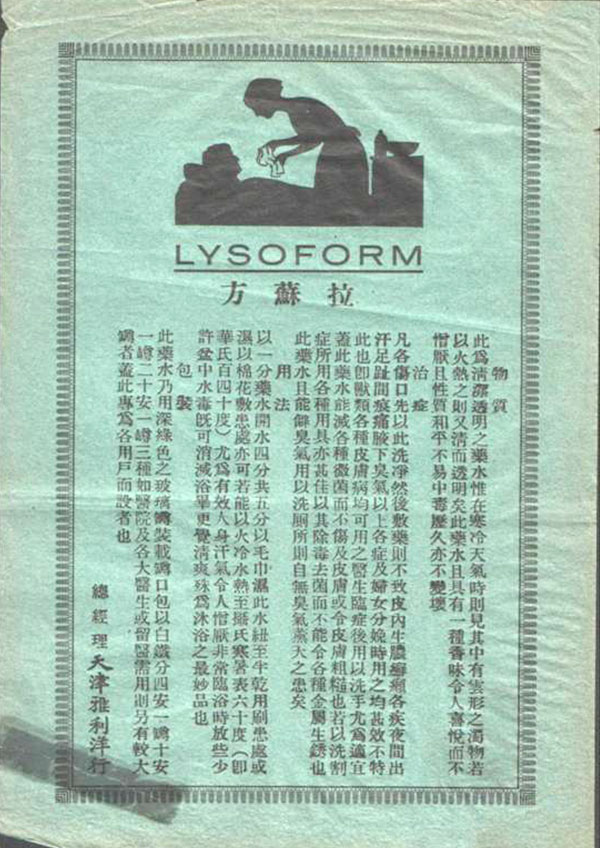 LYSOFORM
方蘇拉
物質
此爲清潔透明之藥水惟在寒冷天氣時則見其中有雲形之濁物若
以火熱之則又清而透明矣此藥水且具有一種香味令人喜悅而不
憎厭且性質和平不易中毒歷久亦不變壞
治症
凡各傷口先以此洗淨然後敷藥則不致皮內生膿癬癩各疾夜間出
汗足趾間痕痛腋下臭氣以上各症及婦女分娩時用之均甚效不特
此也卽獸類各種皮膚病均可用之醫生臨症後用以洗手尤爲適宜
蓋此藥水能滅各種微菌而不傷及皮膚或令皮膚粗糙也若以洗割
症所用各種用具亦甚佳以其除毒去菌而不能令各種金屬生銹也
此藥水且能僻臭氣用以洗厠所則自無臭氣薰天之患矣
用法
以一分藥水開水四分共五分以毛巾濕此水紐至半乾用刷患處或
濕以棉花敷患處亦可若能以火冷水熱至攝氏寒暑表六十度（卽
華氏百四十度）尤爲有效人身汗氣令人憎厭非常臨浴時放些少
許盆中水毒旣可消滅浴畢更覺清爽殊爲沐浴之最妙品也
包裝
此藥水乃用深綠色之玻璃罇裝載罇口包以白鐵分四安一罇十安
一罇二十安一罇三種如醫院及各大醫生或留醫需用則另有較大
罇者蓋此專爲各用戶而設者也
總經理天津雅利洋行